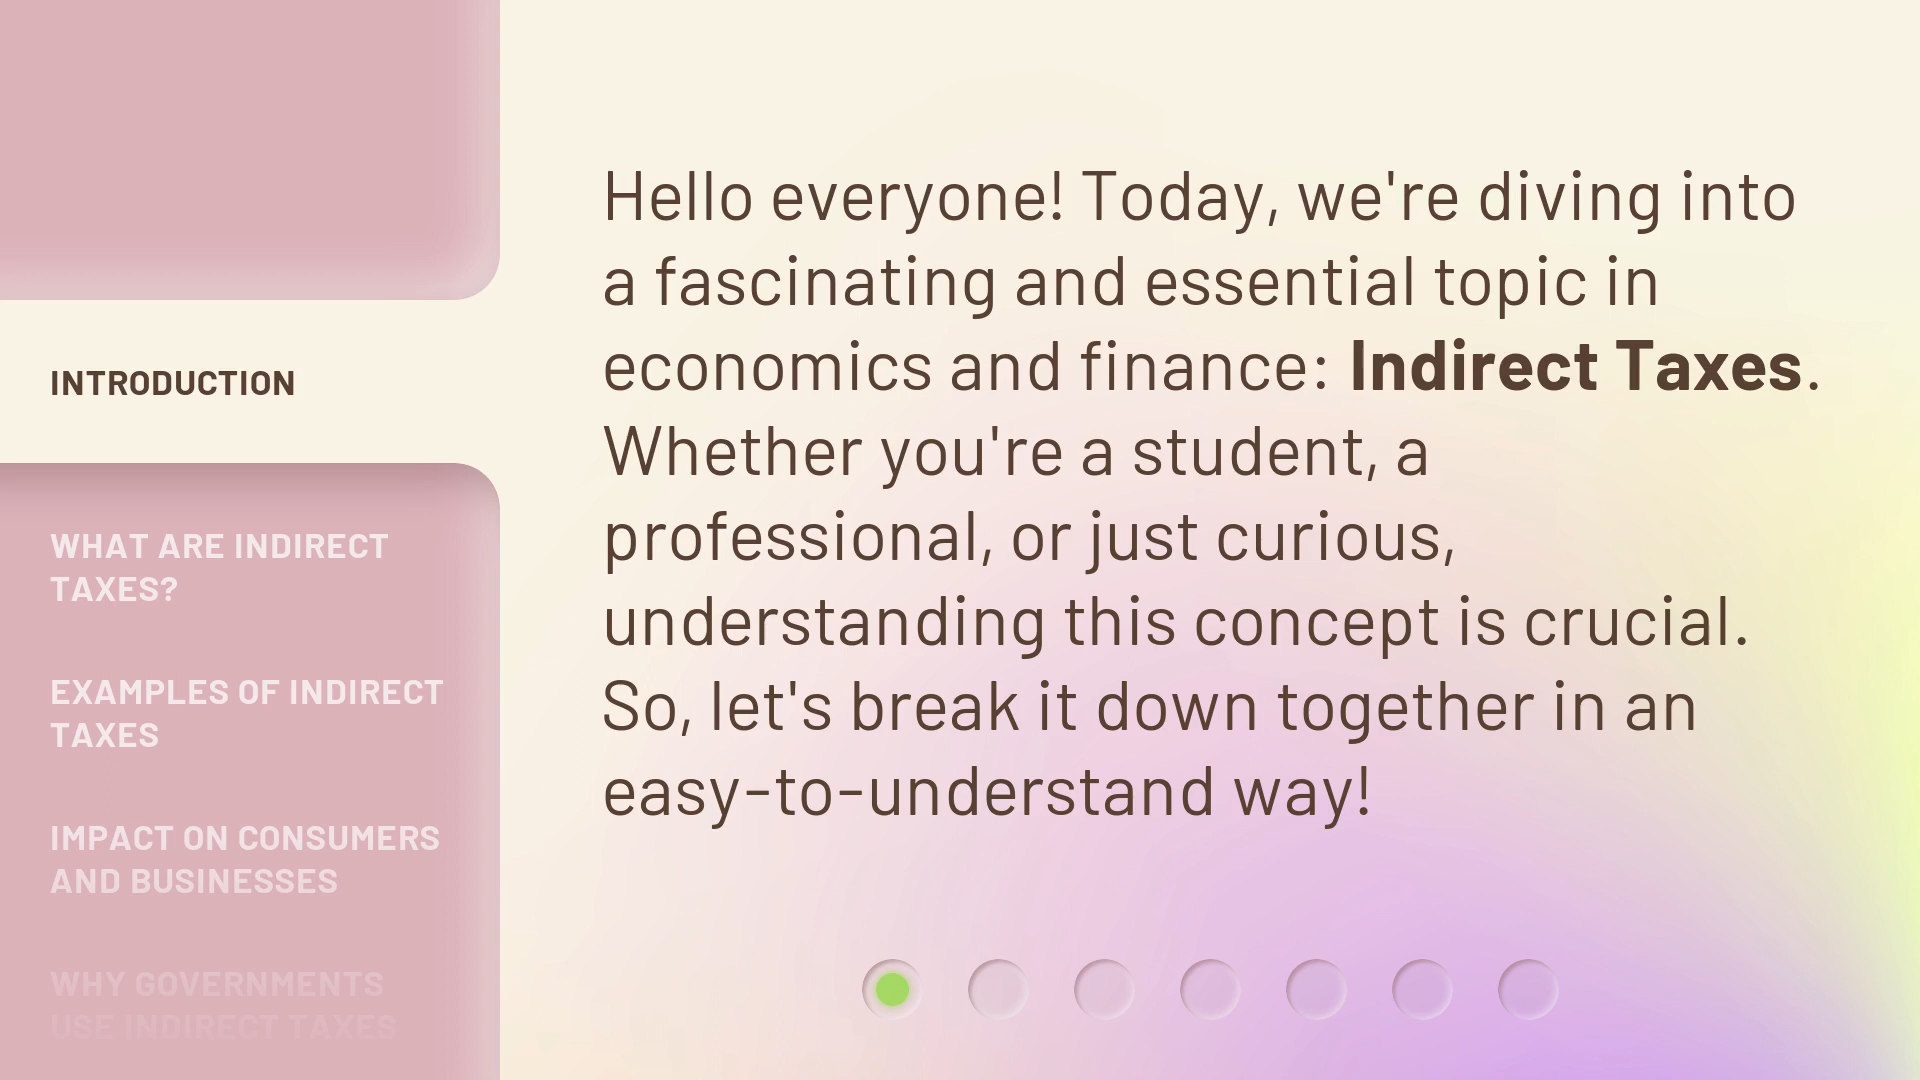 INTRODUCTION
WHAT ARE INDIRECT
TAXES?
EXAMPLES OF INDIRECT
TAXES
IMPACT ON CONSUMERS
AND BUSINESSES
WHY GOVERNMENTS
USE INDIRECT TAXES
Hello everyone! Today, we're diving into
a fascinating and essential topic in
economics and finance: Indirect Taxes.
Whether you're a student, a
professional, or just curious,
understanding this concept is crucial.
So, let's break it down together in an
easy-to-understand way!